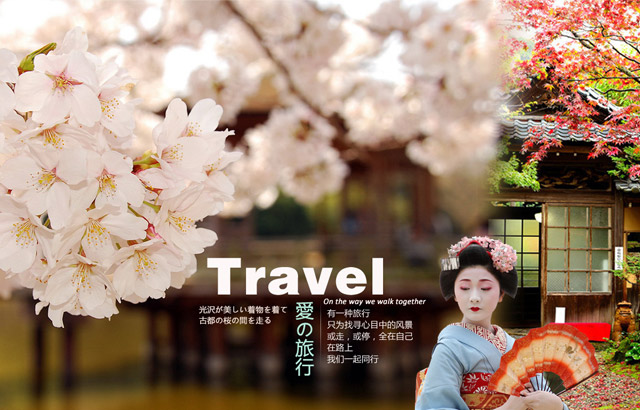 Travel
On the way we walk together
光沢が美しい着物を着て
古都の桜の間を走る
愛の旅行
有一种旅行
只为找寻心目中的风景
或走，或停，全在自己
在路上
我们一起同行